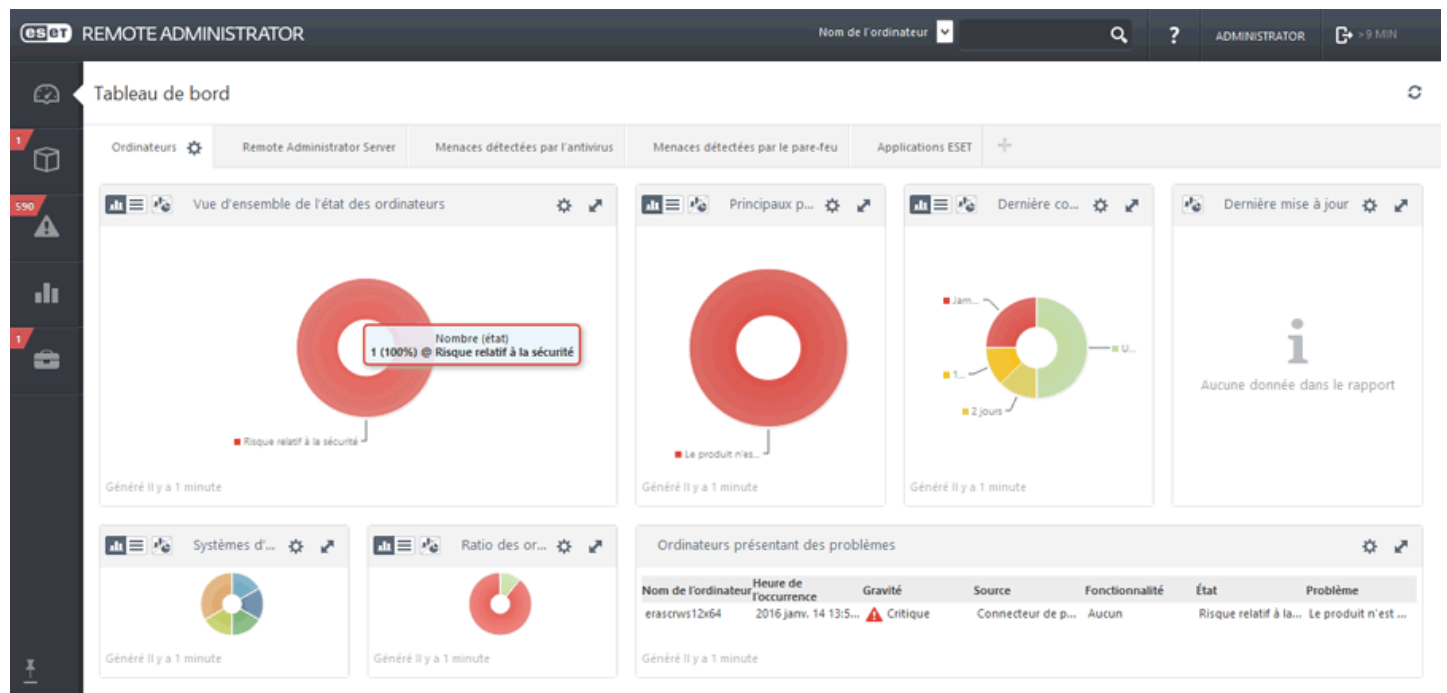 eset REMOTE ADMINISTRATOR
Nom de l'ordinateur
?
ADMINISTRATOR
>9 MIN
Tableau de bord
1
590
1
Ordinateurs
Remote Administrator Server
Menaces détectées par l'antivirus
Menaces détectées par le pare-feu
Applications ESET
Vue d'ensemble de l'état des ordinateurs
Nombre (état)
1 (100%) @ Risque relatif à la sécurité
Risque relatif à la sécurité
Généré Il y a 1 minute
Principaux p...
Le produit n'es...
Généré Il y a 1 minute
Dernière co...
Jam...
U...
1...
2 jours
Généré Il y a 1 minute
Dernière mise à jour
Aucune donnée dans le rapport
Systèmes d'...
Généré Il y a 1 minute
Ratio des or...
Généré Il y a 1 minute
Ordinateurs présentant des problèmes
Nom de l'ordinateur Heure de l'occurrence Gravité Source Fonctionnalité État Problème
erascrws12x64 2016 janv. 14 13:5... Critique Connecteur de p... Aucun Risque relatif à la... Le produit n'est ...
Généré Il y a 1 minute